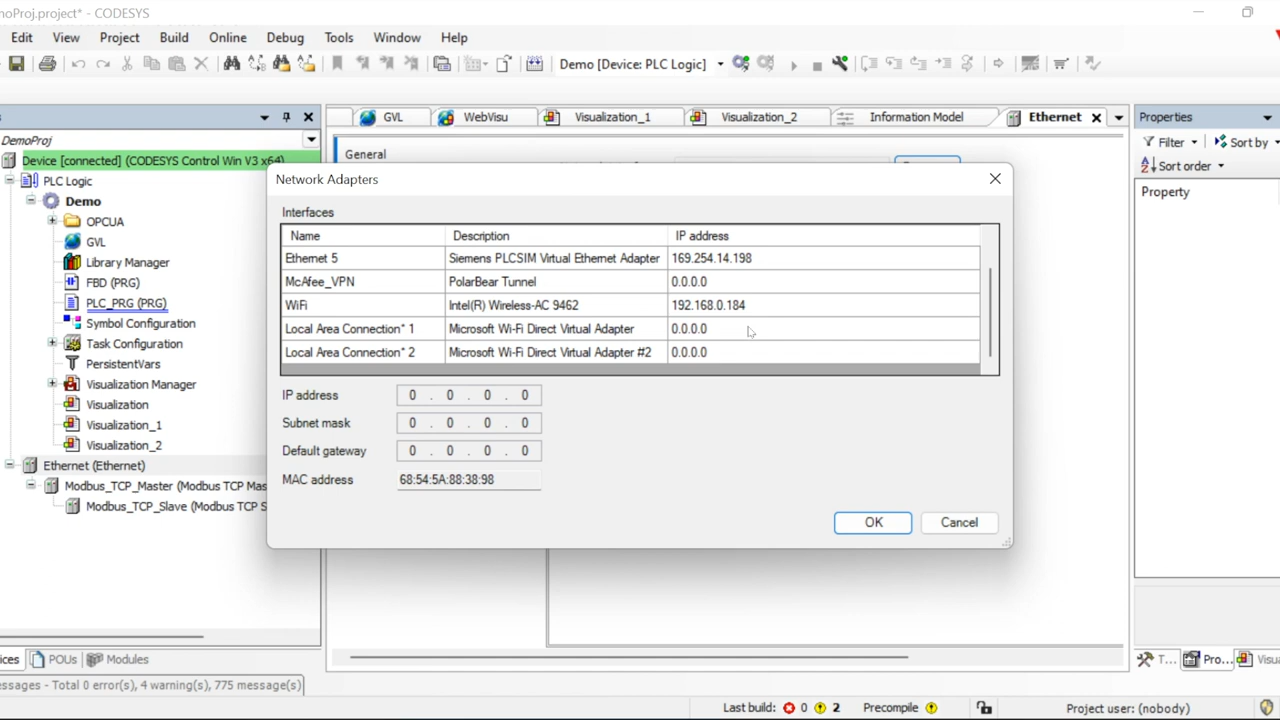 noProj.project* - CODESYS
Edit View Project Build Online Debug Tools Window Help
Demo [Device: PLC Logic]
GVL WebVisu Visualization_1 Visualization_2 Information Model Ethernet
Properties
Filter Sort by
Sort order
Property
DemoProj
Device [connected] (CODESYS Control Win V3 x64)
PLC Logic
Demo
OPCUA
GVL
Library Manager
FBD (PRG)
PLC_PRG (PRG)
Symbol Configuration
Task Configuration
PersistentVars
Visualization Manager
Visualization
Visualization_1
Visualization_2
Ethernet (Ethernet)
Modbus_TCP_Master (Modbus TCP Mas
Modbus_TCP_Slave (Modbus TCP S
General
Network Adapters
Interfaces
Name Description IP address
Ethernet 5 Siemens PLCSIM Virtual Ethernet Adapter 169.254.14.198
McAfee_VPN PolarBear Tunnel 0.0.0.0
WiFi Intel(R) Wireless-AC 9462 192.168.0.184
Local Area Connection* 1 Microsoft Wi-Fi Direct Virtual Adapter 0.0.0.0
Local Area Connection* 2 Microsoft Wi-Fi Direct Virtual Adapter #2 0.0.0.0
IP address 0 . 0 . 0 . 0
Subnet mask 0 . 0 . 0 . 0
Default gateway 0 . 0 . 0 . 0
MAC address 68:54:5A:88:38:98
OK Cancel
ices POUs Modules
T... Pro... Visua
essages - Total 0 error(s), 4 warning(s), 775 message(s)
Last build: 0 2 Precompile Project user: (nobody)